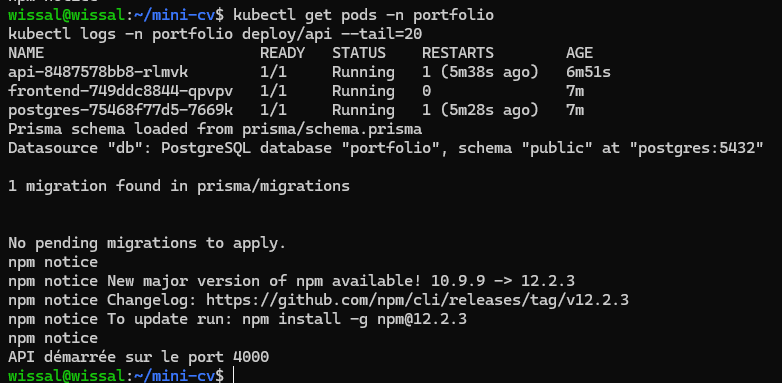 npm notice
wissal@wissal:~/mini-cv$ kubectl get pods -n portfolio
kubectl logs -n portfolio deploy/api --tail=20
NAME READY STATUS RESTARTS AGE
api-8487578bb8-rlmvk 1/1 Running 1 (5m38s ago) 6m51s
frontend-749ddc8844-qpvpv 1/1 Running 0 7m
postgres-75468f77d5-7669k 1/1 Running 1 (5m28s ago) 7m
Prisma schema loaded from prisma/schema.prisma
Datasource "db": PostgreSQL database "portfolio", schema "public" at "postgres:5432"
1 migration found in prisma/migrations
No pending migrations to apply.
npm notice
npm notice New major version of npm available! 10.9.9 -> 12.2.3
npm notice Changelog: https://github.com/npm/cli/releases/tag/v12.2.3
npm notice To update run: npm install -g npm@12.2.3
npm notice
API démarrée sur le port 4000
wissal@wissal:~/mini-cv$